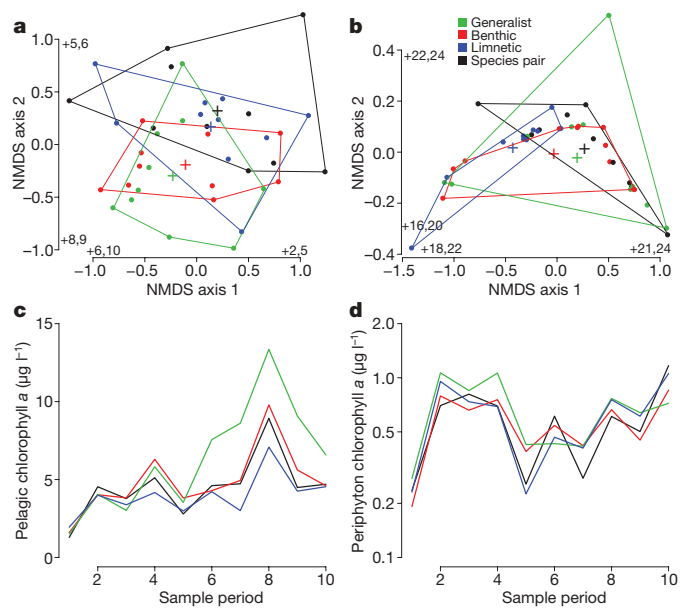 a
b
Generalist
Benthic
Limnetic
Species pair
NMDS axis 2
1.0
0.5
0.0
−0.5
−1.0
+5,6
+8,9
+6,10
+2,5
−1.0 −0.5 0.0 0.5 1.0
NMDS axis 1
NMDS axis 2
0.4
0.2
0.0
−0.2
−0.4
+22,24
+16,20
+18,22
+21,24
−1.5 −1.0 −0.5 0.0 0.5 1.0
NMDS axis 1
c
Pelagic chlorophyll a (µg l−1)
15
10
5
0
2 4 6 8 10
Sample period
d
Periphyton chlorophyll a (µg l−1)
2.0
1.0
0.5
0.2
0.1
2 4 6 8 10
Sample period